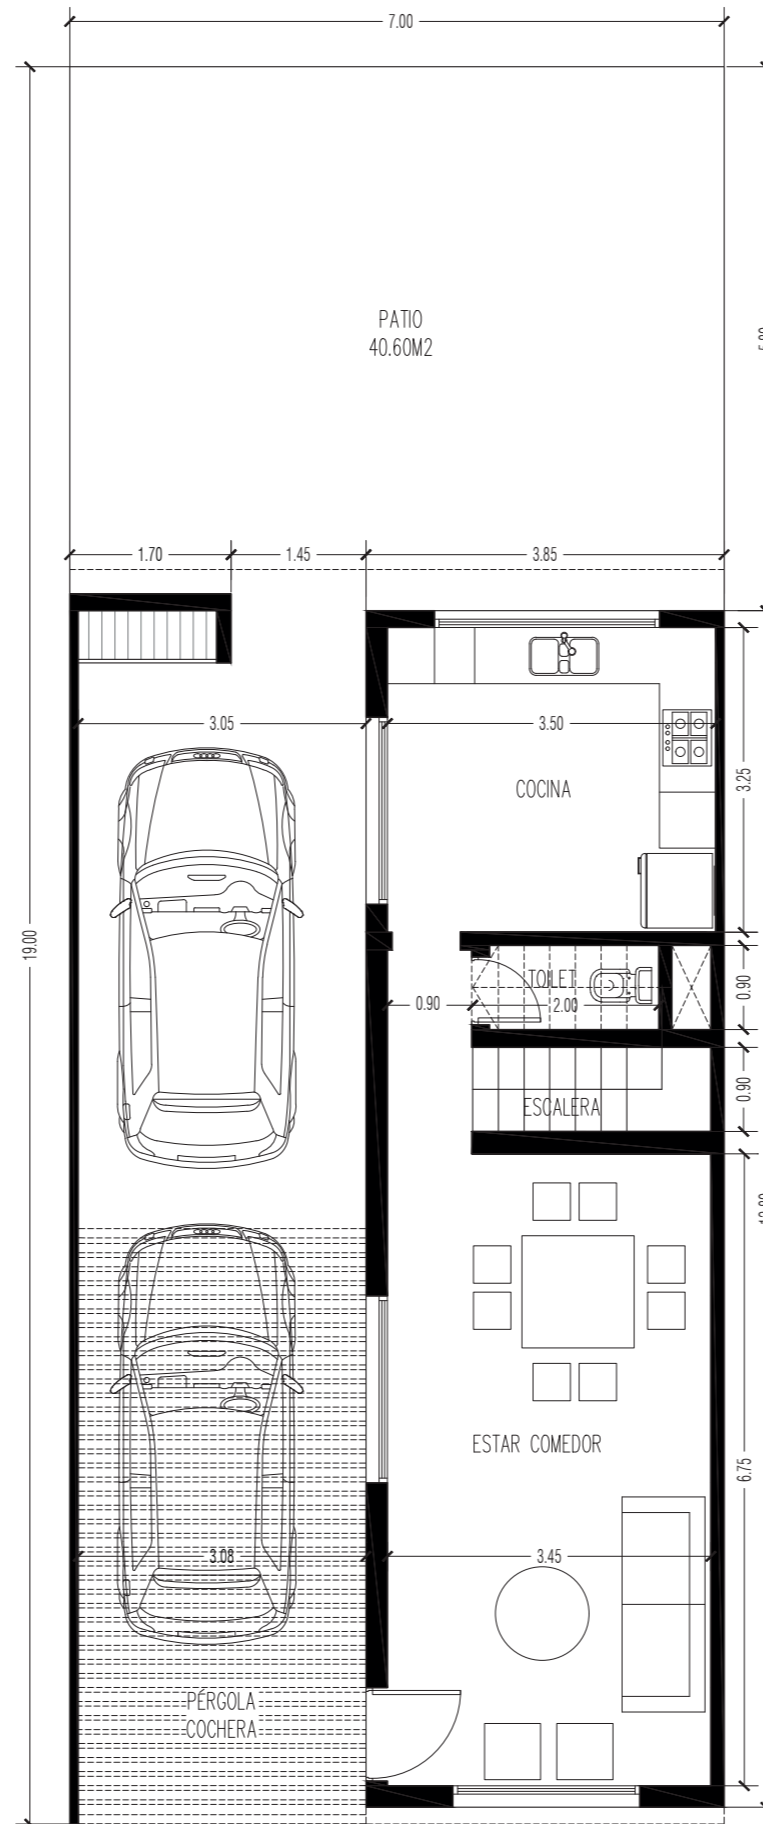 7.00
PATIO
40.60M2
1.70
1.45
3.85
3.05
3.50
COCINA
3.25
19.00
TOILET
0.90
2.00
0.90
ESCALERA
0.90
ESTAR COMEDOR
6.75
3.08
3.45
PÉRGOLA
COCHERA